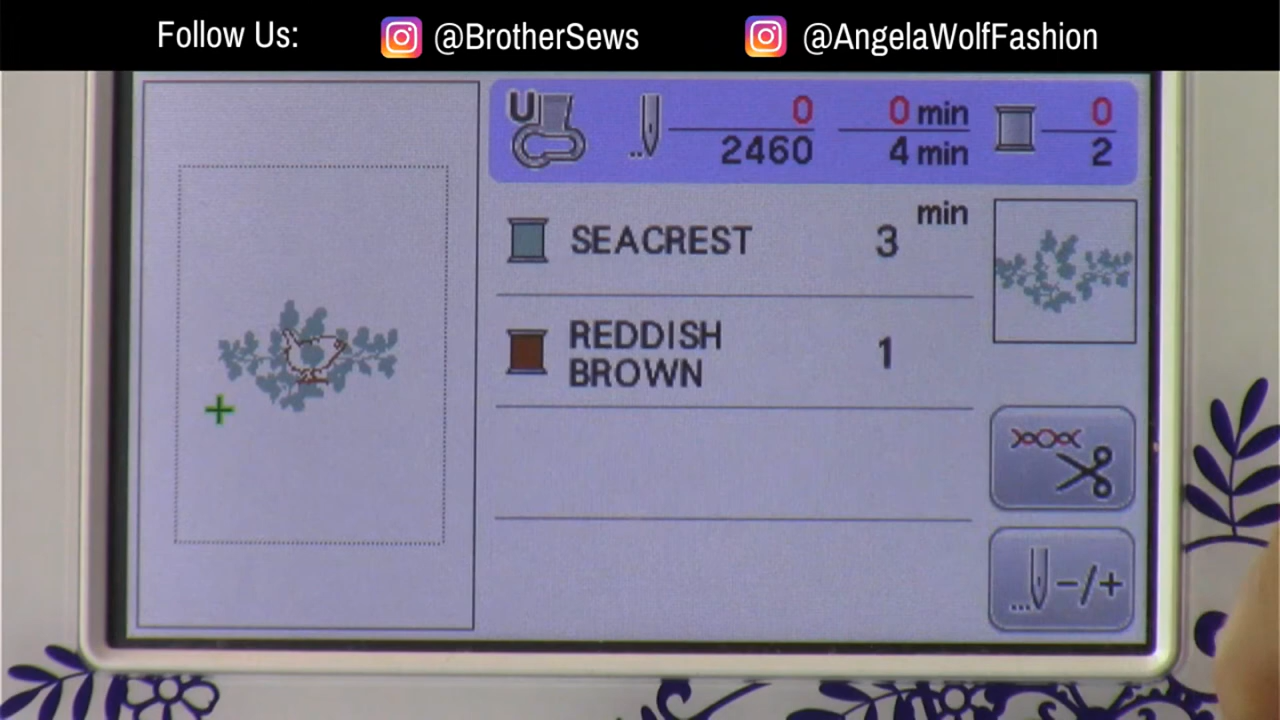 Follow Us: @BrotherSews @AngelaWolfFashion
U 0 0 min 0
2460 4 min 2
min
SEACREST 3
REDDISH
BROWN 1
-/+